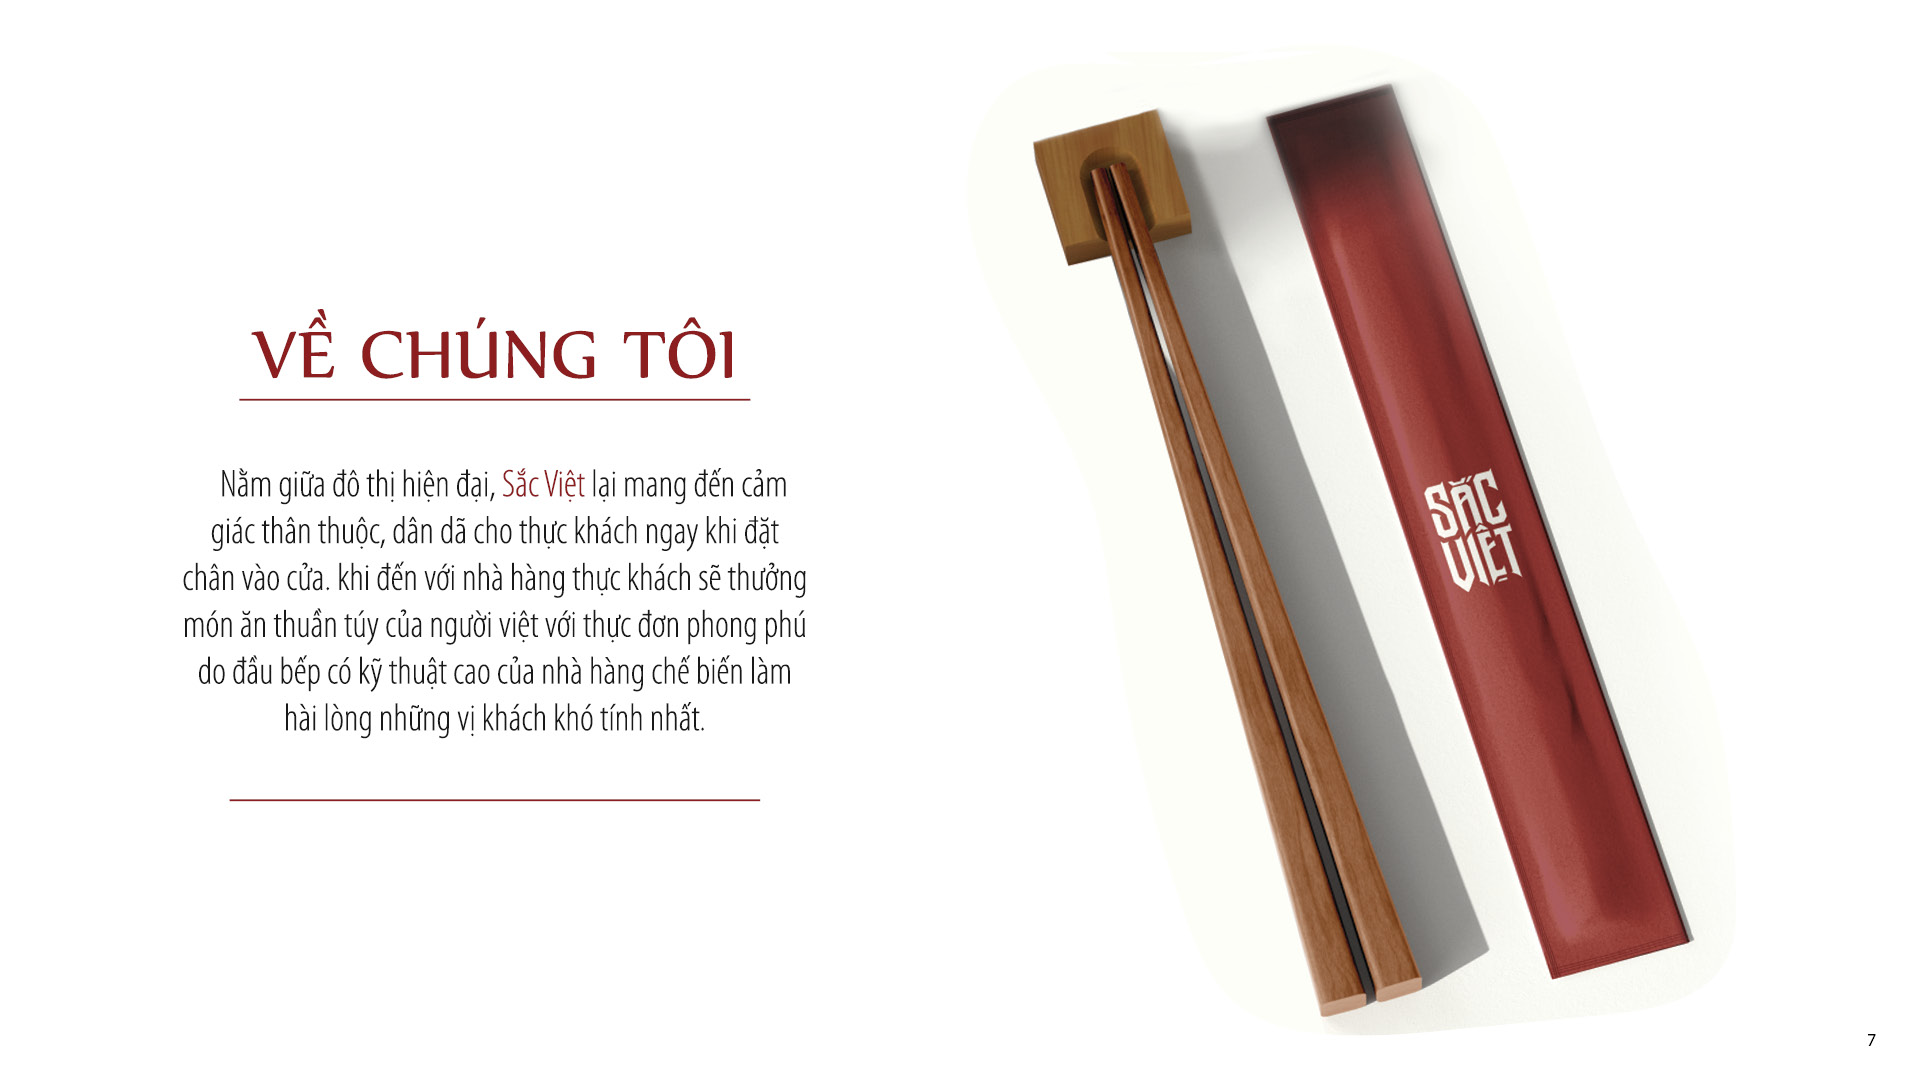 VỀ CHÚNG TÔI
Nằm giữa đô thị hiện đại, Sắc Việt lại mang đến cảm
giác thân thuộc, dân dã cho thực khách ngay khi đặt
chân vào cửa. khi đến với nhà hàng thực khách sẽ thưởng
món ăn thuần túy của người việt với thực đơn phong phú
do đầu bếp có kỹ thuật cao của nhà hàng chế biến làm
hài lòng những vị khách khó tính nhất.
SẮC
VIỆT
7